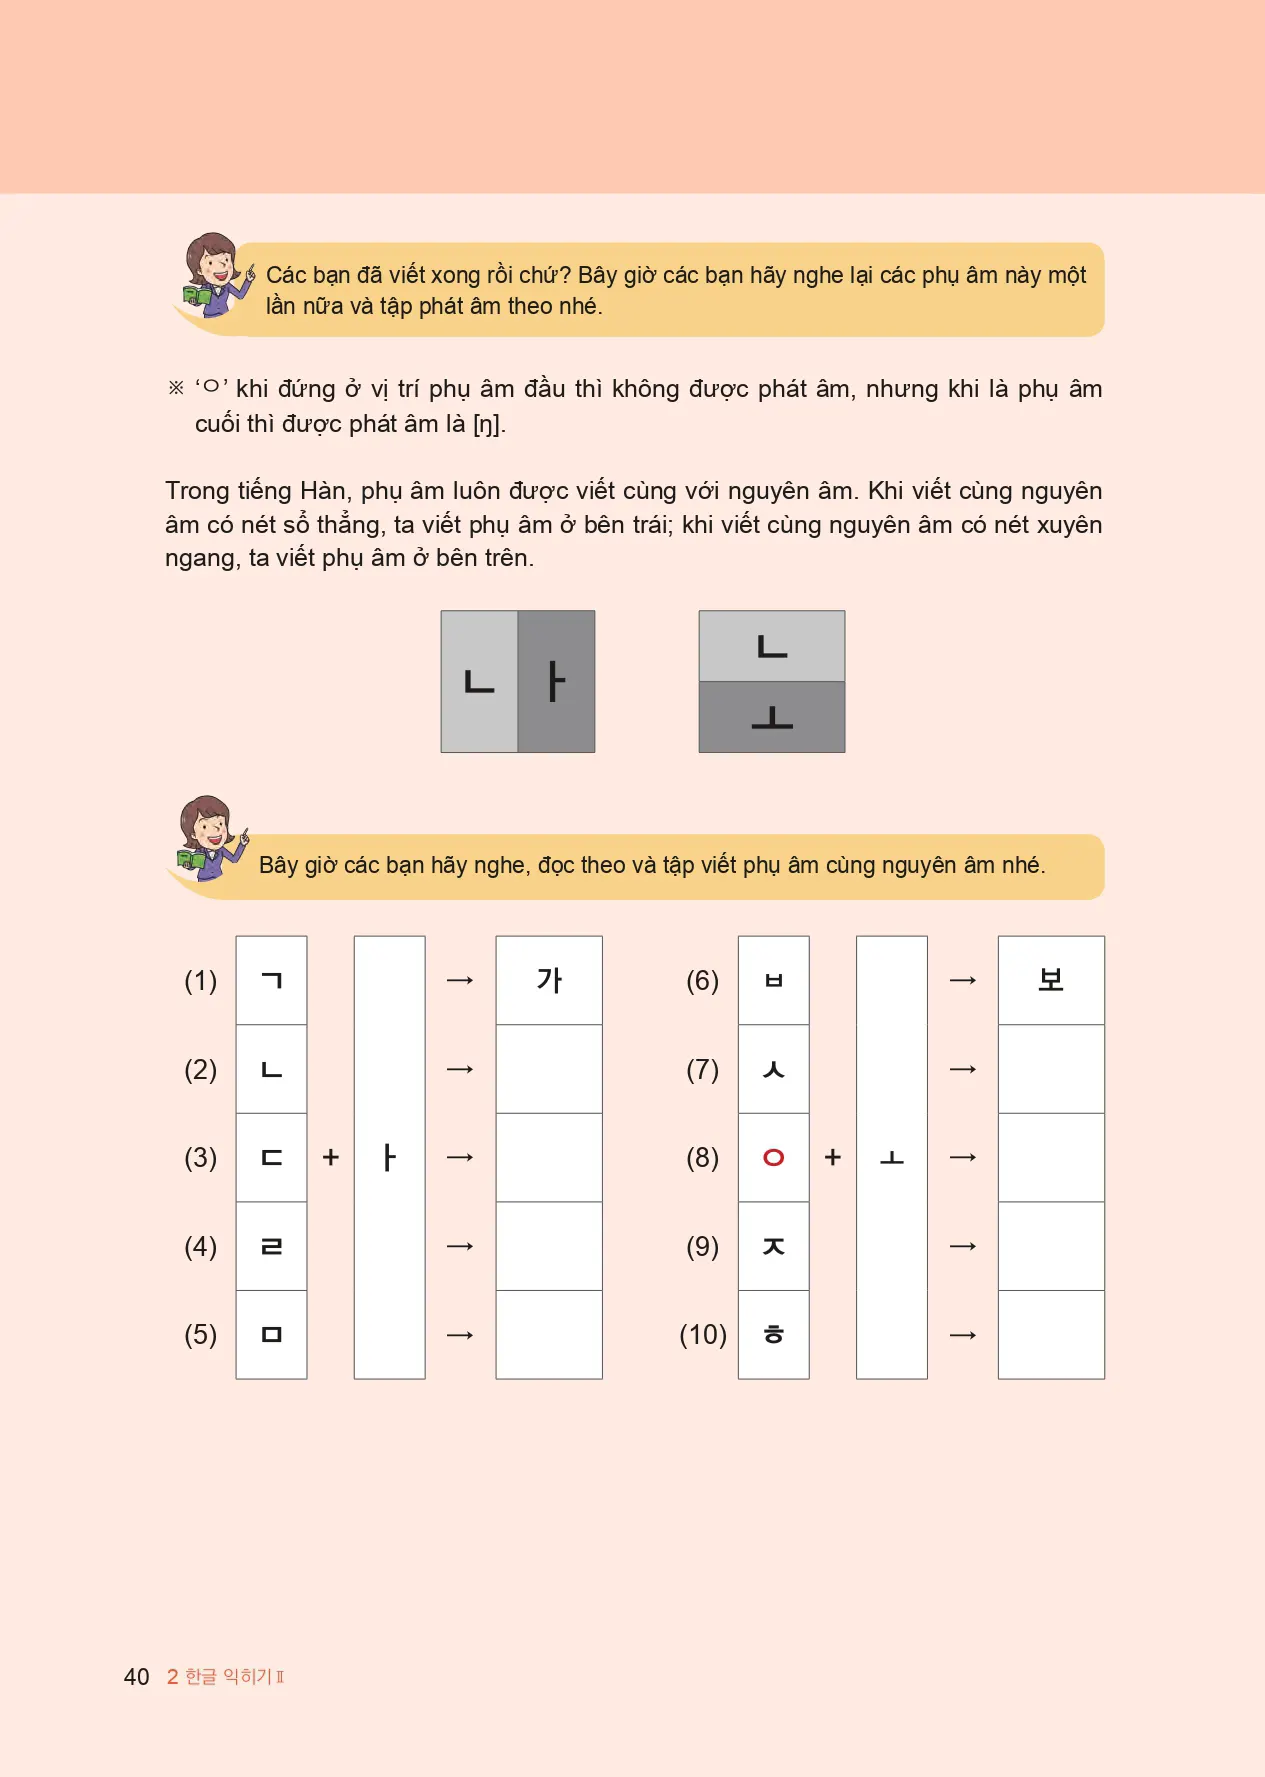 Các bạn đã viết xong rồi chứ? Bây giờ các bạn hãy nghe lại các phụ âm này một
lần nữa và tập phát âm theo nhé.
※ ‘ㅇ’ khi đứng ở vị trí phụ âm đầu thì không được phát âm, nhưng khi là phụ âm
cuối thì được phát âm là [ŋ].
Trong tiếng Hàn, phụ âm luôn được viết cùng với nguyên âm. Khi viết cùng nguyên
âm có nét sổ thẳng, ta viết phụ âm ở bên trái; khi viết cùng nguyên âm có nét xuyên
ngang, ta viết phụ âm ở bên trên.
ㄴ ㅏ
ㄴ
ㅗ
Bây giờ các bạn hãy nghe, đọc theo và tập viết phụ âm cùng nguyên âm nhé.
(1) ㄱ → 가
(2) ㄴ →
(3) ㄷ + ㅏ →
(4) ㄹ →
(5) ㅁ →
(6) ㅂ → 보
(7) ㅅ →
(8) ㅇ + ㅗ →
(9) ㅈ →
(10) ㅎ →
40 2 한글 익히기 Ⅱ